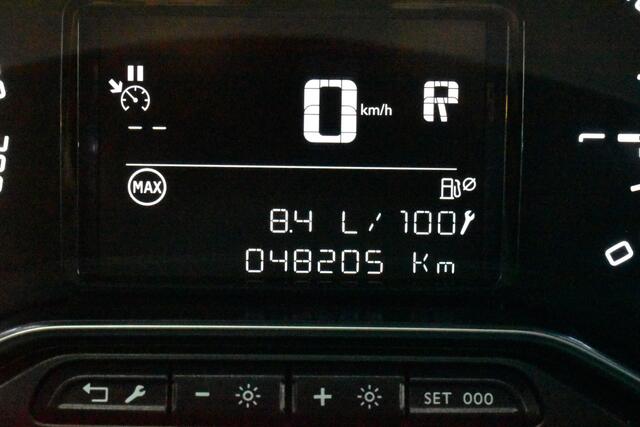 0 km/h R
– –
MAX
8.4 L/100
048205 Km
- + SET 000